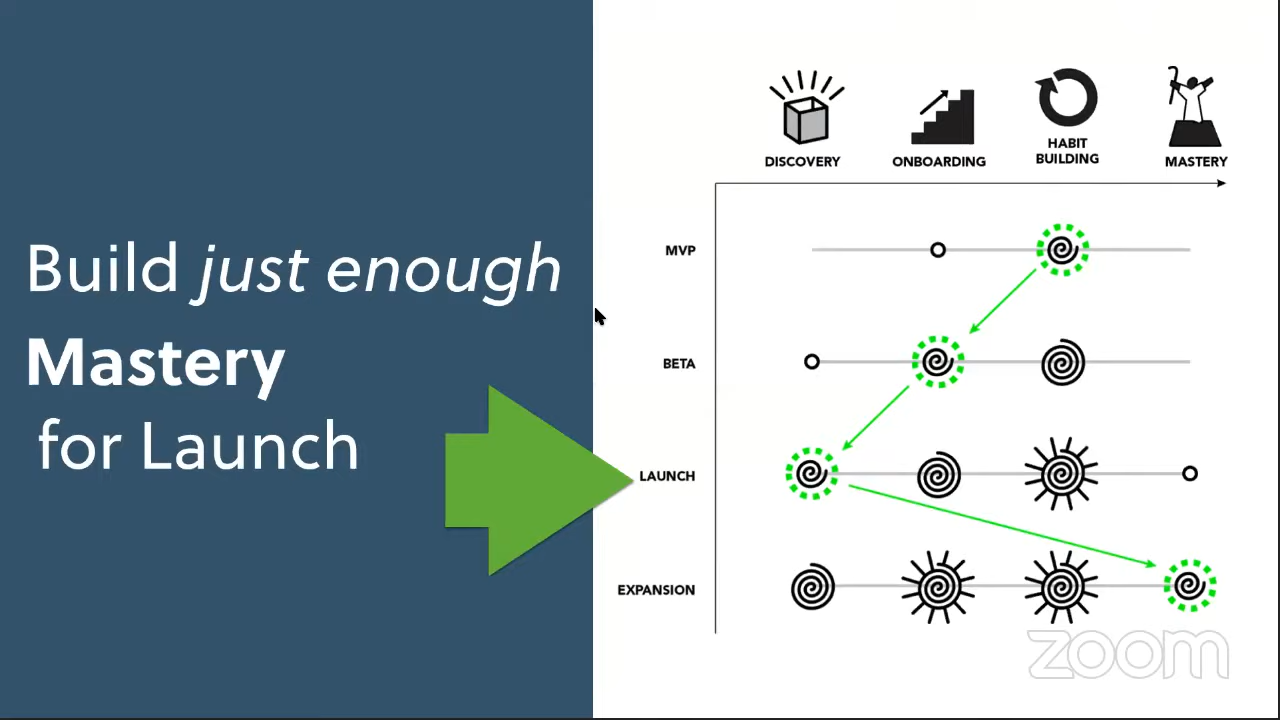 Build just enough
Mastery
for Launch
DISCOVERY
ONBOARDING
HABIT
BUILDING
MASTERY
MVP
BETA
LAUNCH
EXPANSION
zoom